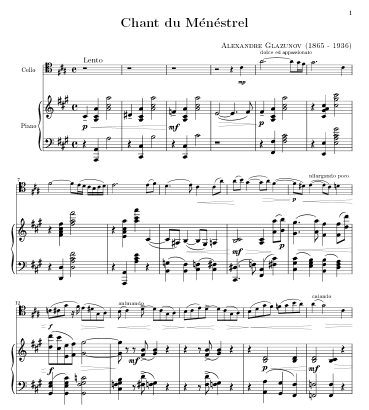 1
Chant du Ménéstrel
Alexandre Glazunov (1865 - 1936)
Lento
dolce ed appassionato
Cello
mp
Piano
p
mf
p
7
allargando poco
p
mf
p
12
animando
calando
f
f
mf
p
mf